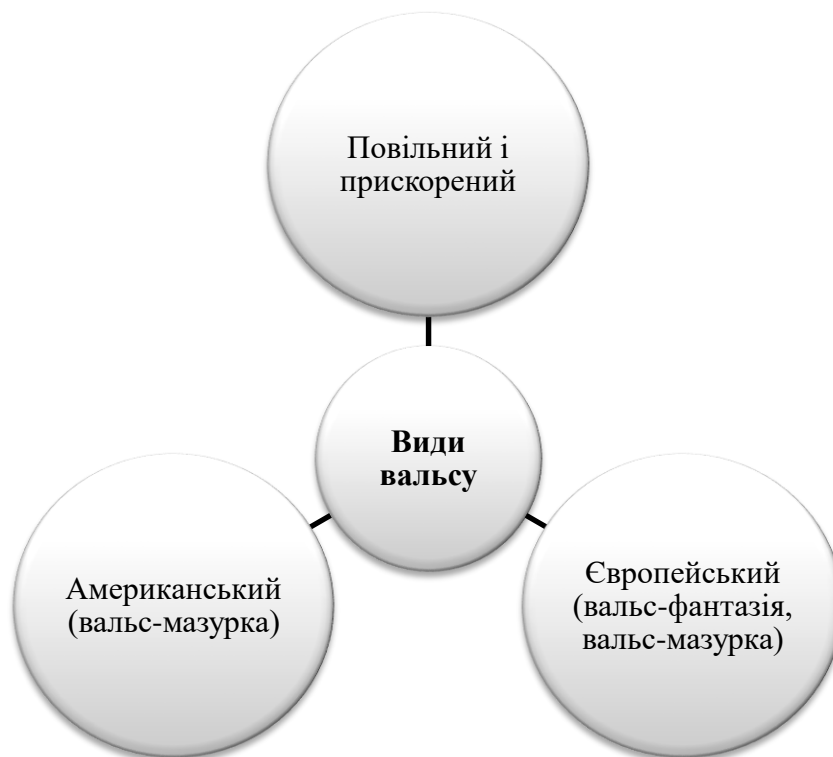 Повільний і
прискорений
Види
вальсу
Американський
(вальс-мазурка)
Європейський
(вальс-фантазія,
вальс-мазурка)